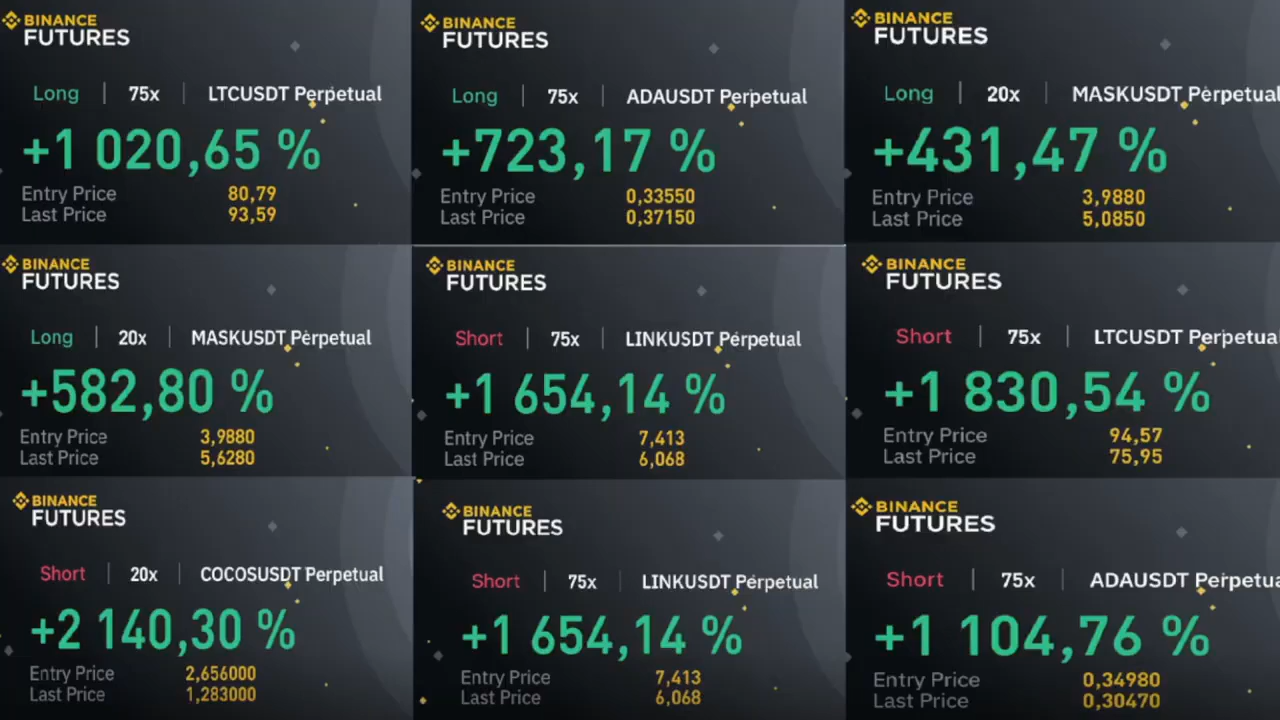 BINANCE
FUTURES
Long | 75x | LTCUSDT Perpetual
+1 020,65 %
Entry Price 80,79
Last Price 93,59
BINANCE
FUTURES
Long | 75x | ADAUSDT Perpetual
+723,17 %
Entry Price 0,33550
Last Price 0,37150
BINANCE
FUTURES
Long | 20x | MASKUSDT Perpetual
+431,47 %
Entry Price 3,9880
Last Price 5,0850
BINANCE
FUTURES
Long | 20x | MASKUSDT Perpetual
+582,80 %
Entry Price 3,9880
Last Price 5,6280
BINANCE
FUTURES
Short | 75x | LINKUSDT Perpetual
+1 654,14 %
Entry Price 7,413
Last Price 6,068
BINANCE
FUTURES
Short | 75x | LTCUSDT Perpetua
+1 830,54 %
Entry Price 94,57
Last Price 75,95
BINANCE
FUTURES
Short | 20x | COCOSUSDT Perpetual
+2 140,30 %
Entry Price 2,656000
Last Price 1,283000
BINANCE
FUTURES
Short | 75x | LINKUSDT Perpetual
+1 654,14 %
Entry Price 7,413
Last Price 6,068
BINANCE
FUTURES
Short | 75x | ADAUSDT Perpetua
+1 104,76 %
Entry Price 0,34980
Last Price 0,30470